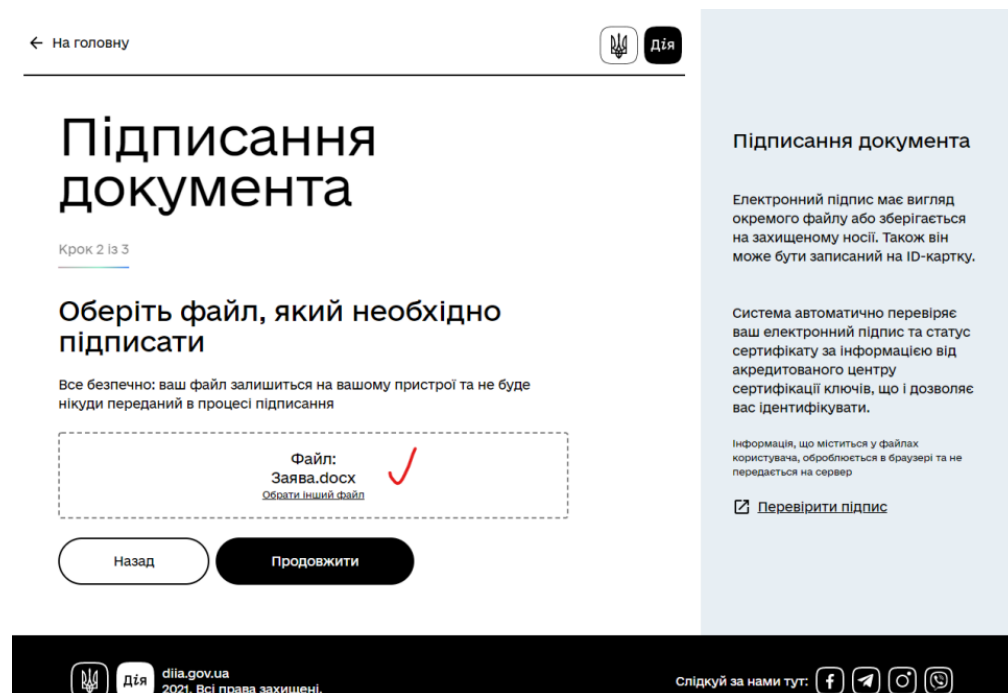 ← На головну
Дія
Підписання
документа
Крок 2 із 3
Оберіть файл, який необхідно
підписати
Все безпечно: ваш файл залишиться на вашому пристрої та не буде
нікуди переданий в процесі підписання
Файл:
Заява.docx
Обрати інший файл
Назад
Продовжити
Підписання документа
Електронний підпис має вигляд
окремого файлу або зберігається
на захищеному носії. Також він
може бути записаний на ID-картку.
Система автоматично перевіряє
ваш електронний підпис та статус
сертифікату за інформацією від
акредитованого центру
сертифікації ключів, що і дозволяє
вас ідентифікувати.
Інформація, що міститься у файлах
користувача, оброблюється в браузері та не
передається на сервер
Перевірити підпис
Дія
diia.gov.ua
2021. Всі права захищені.
Слідкуй за нами тут: